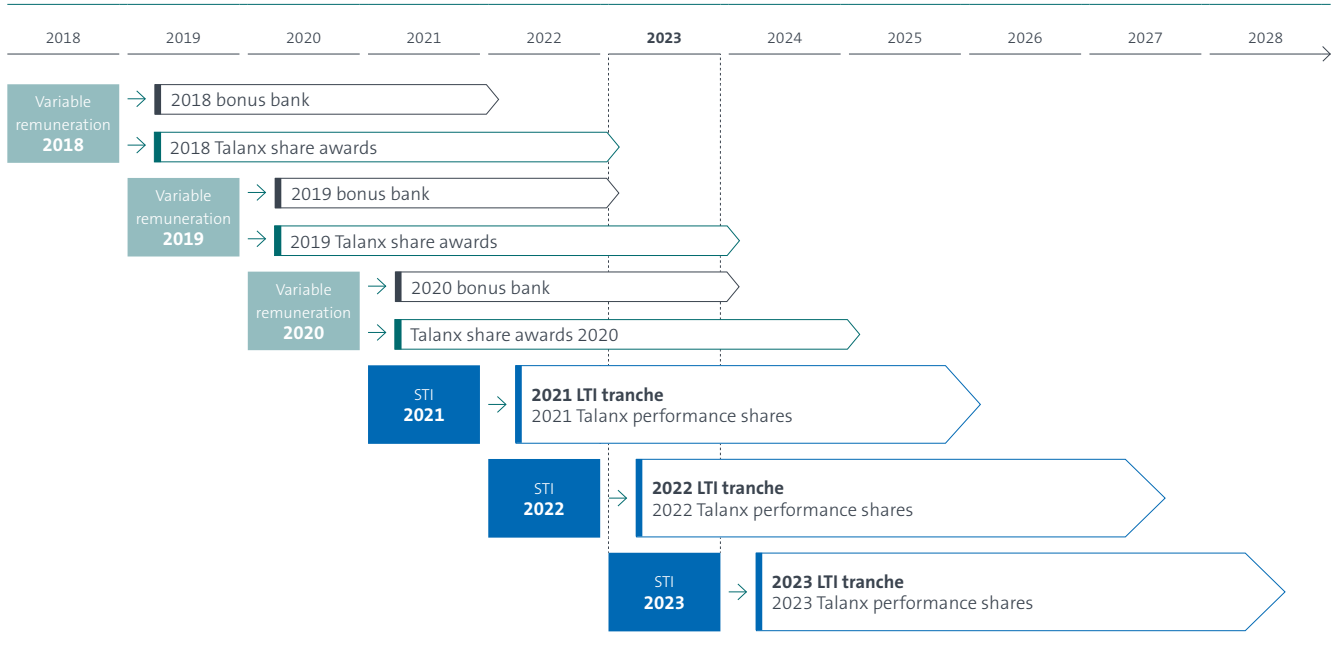 2018 2019 2020 2021 2022 2023 2024 2025 2026 2027 2028
Variable
remuneration
2018
2018 bonus bank
2018 Talanx share awards
Variable
remuneration
2019
2019 bonus bank
2019 Talanx share awards
Variable
remuneration
2020
2020 bonus bank
Talanx share awards 2020
STI
2021
2021 LTI tranche
2021 Talanx performance shares
STI
2022
2022 LTI tranche
2022 Talanx performance shares
STI
2023
2023 LTI tranche
2023 Talanx performance shares